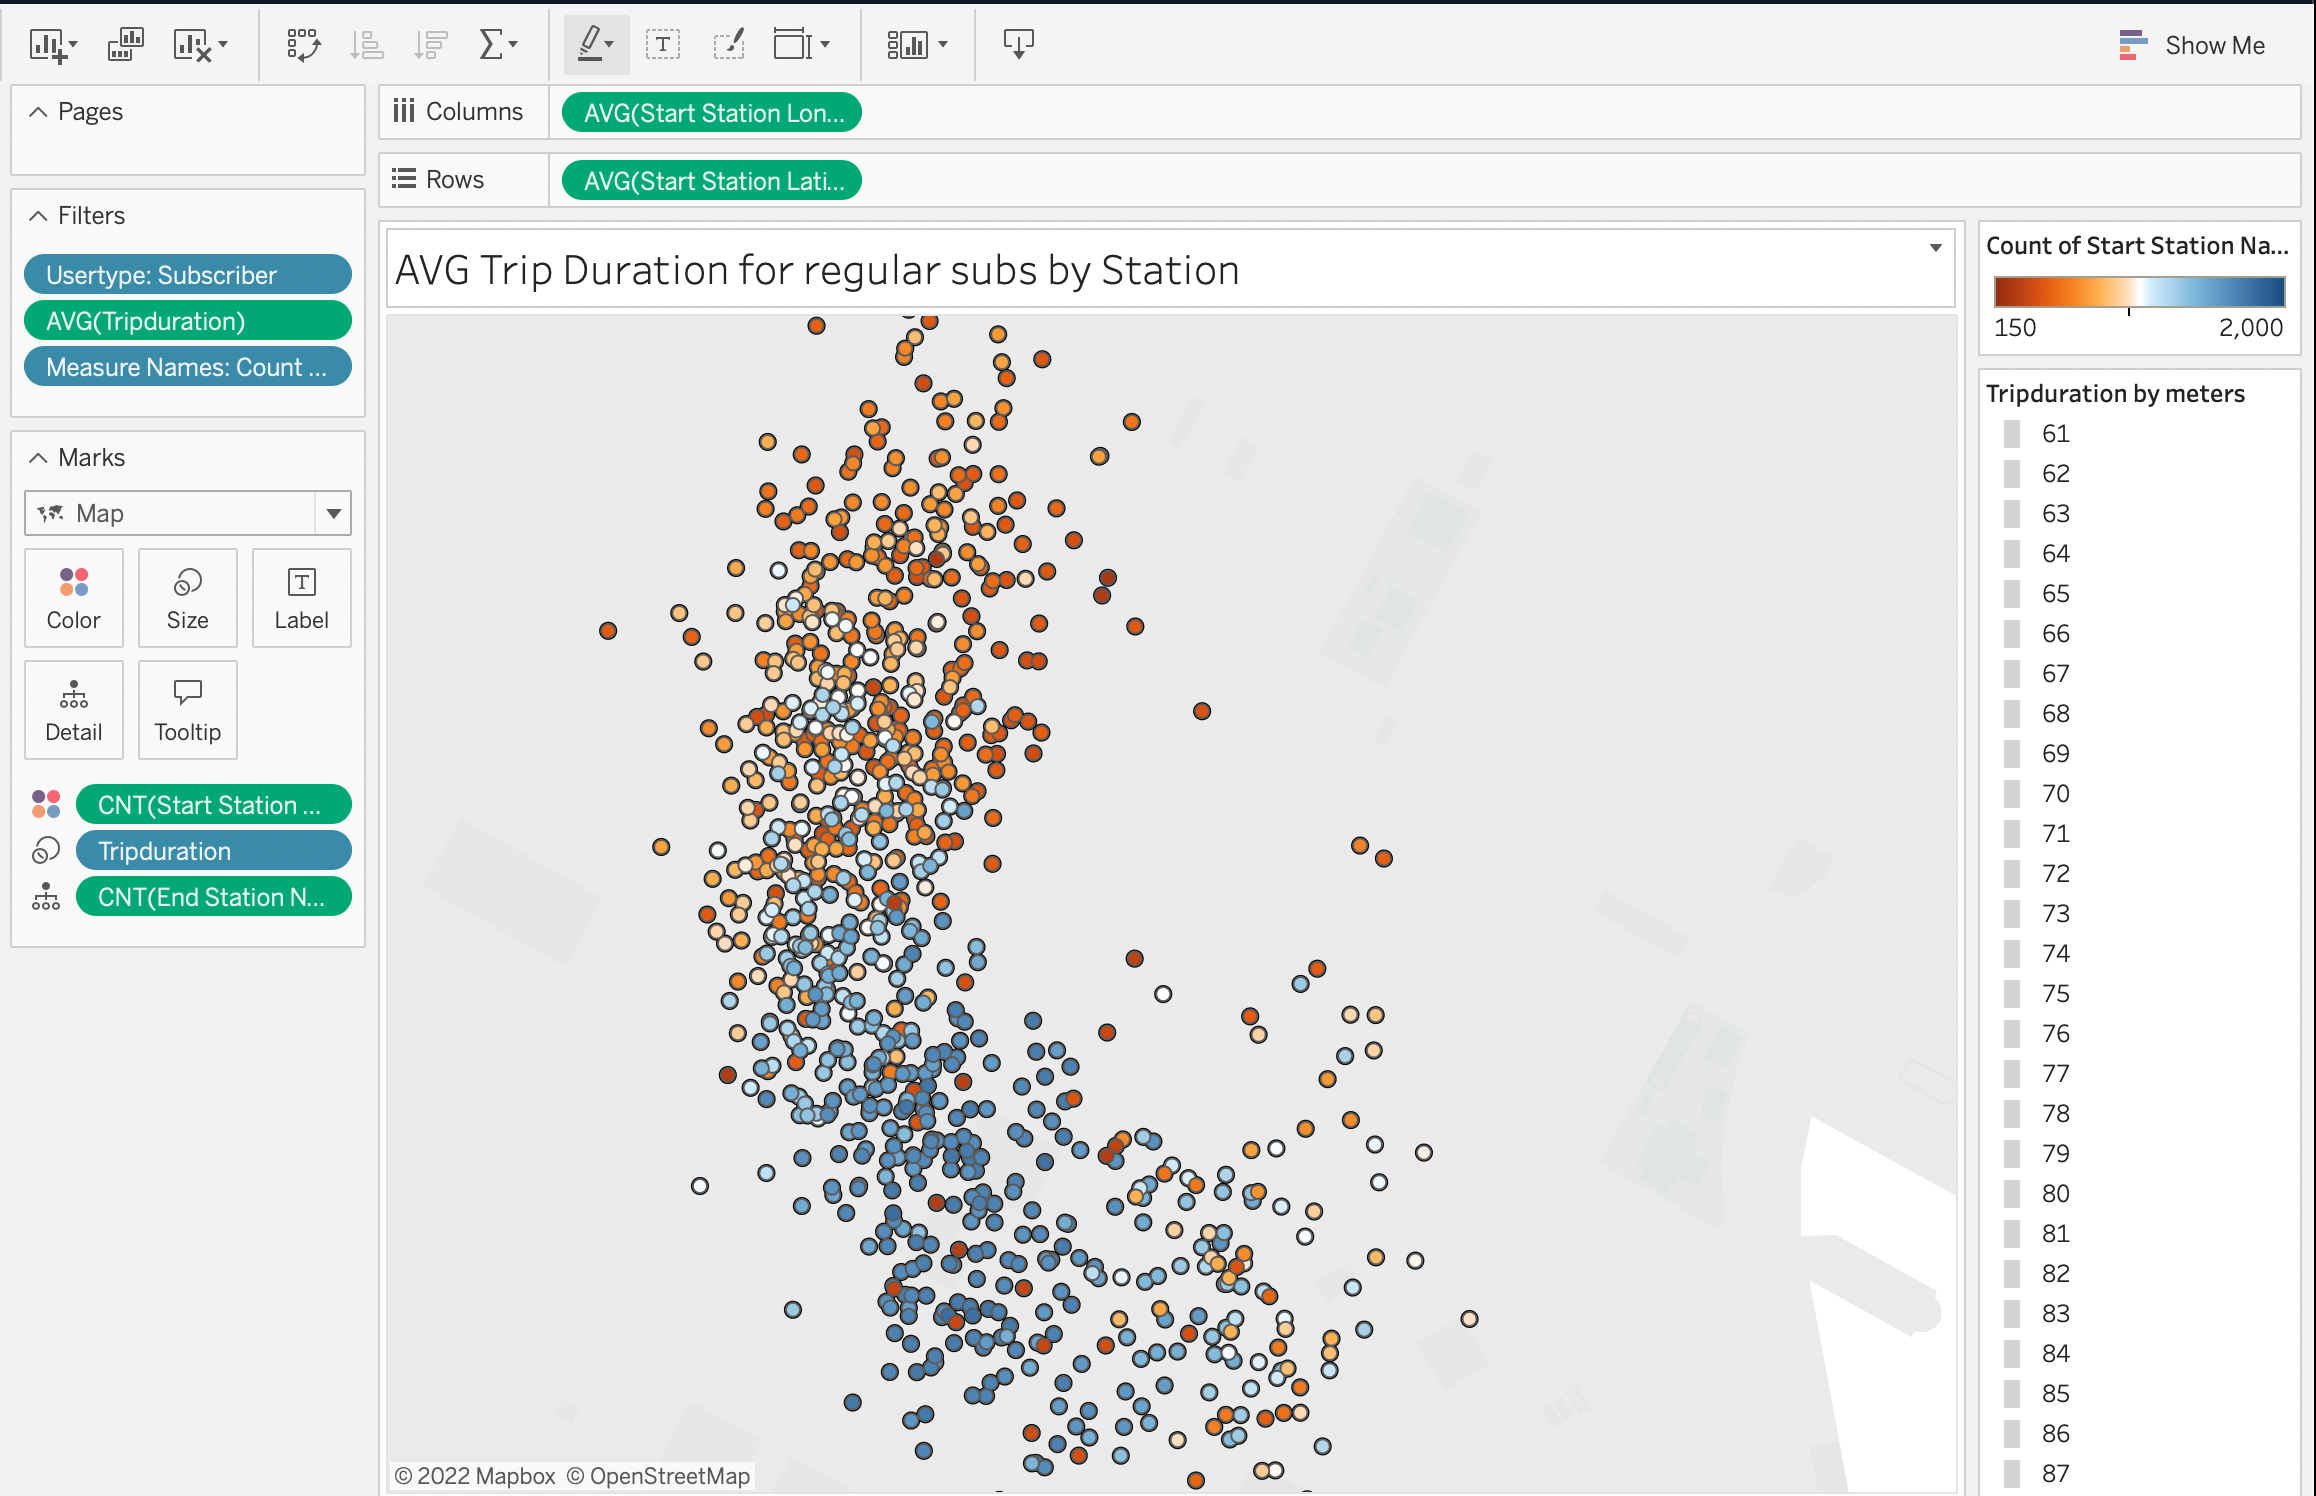 Show Me
Pages
Columns
AVG(Start Station Lon...
Rows
AVG(Start Station Lati...
Filters
Usertype: Subscriber
AVG(Tripduration)
Measure Names: Count ...
Marks
Map
Color
Size
Label
Detail
Tooltip
CNT(Start Station ...
Tripduration
CNT(End Station N...
AVG Trip Duration for regular subs by Station
© 2022 Mapbox © OpenStreetMap
Count of Start Station Na...
150 2,000
Tripduration by meters
61
62
63
64
65
66
67
68
69
70
71
72
73
74
75
76
77
78
79
80
81
82
83
84
85
86
87